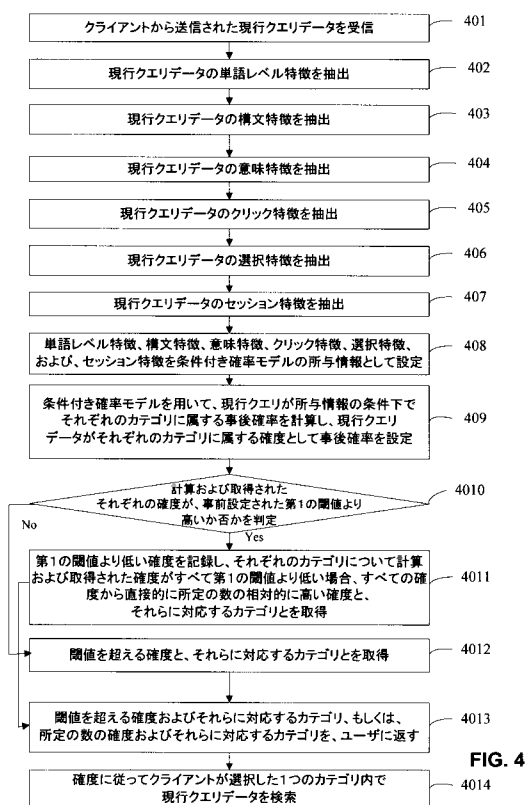 クライアントから送信された現行クエリデータを受信
401
現行クエリデータの単語レベル特徴を抽出
402
現行クエリデータの構文特徴を抽出
403
現行クエリデータの意味特徴を抽出
404
現行クエリデータのクリック特徴を抽出
405
現行クエリデータの選択特徴を抽出
406
現行クエリデータのセッション特徴を抽出
407
単語レベル特徴、構文特徴、意味特徴、クリック特徴、選択特徴、
および、セッション特徴を条件付き確率モデルの所与情報として設定
408
条件付き確率モデルを用いて、現行クエリが所与情報の条件下で
それぞれのカテゴリに属する事後確率を計算し、現行クエリ
データがそれぞれのカテゴリに属する確度として事後確率を設定
409
計算および取得された
それぞれの確度が、事前設定された第1の閾値より
高いか否かを判定
4010
No
Yes
第1の閾値より低い確度を記録し、それぞれのカテゴリについて計算
および取得された確度がすべて第1の閾値より低い場合、すべての確
度から直接的に所定の数の相対的に高い確度と、
それらに対応するカテゴリとを取得
4011
閾値を超える確度と、それらに対応するカテゴリとを取得
4012
閾値を超える確度およびそれらに対応するカテゴリ、もしくは、
所定の数の確度およびそれらに対応するカテゴリを、ユーザに返す
4013
確度に従ってクライアントが選択した1つのカテゴリ内で
現行クエリデータを検索
4014
FIG. 4